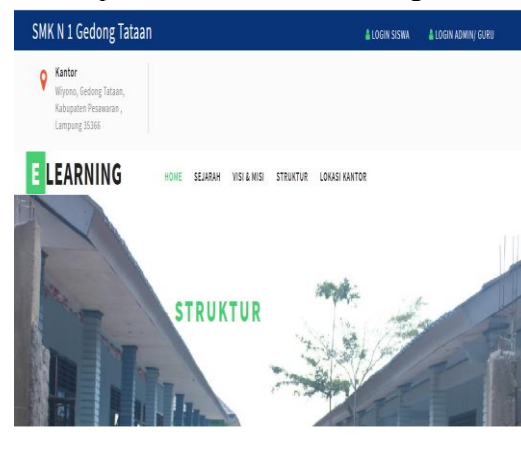 SMK N 1 Gedong Tataan
LOGIN SISWA LOGIN ADMIN/ GURU
Kantor
Wiyono, Gedong Tataan,
Kabupaten Pesawaran ,
Lampung 35366
ELEARNING
HOME SEJARAH VISI & MISI STRUKTUR LOKASI KANTOR
STRUKTUR